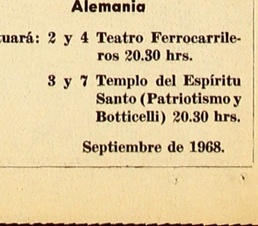 Alemania
tuará: 2 y 4 Teatro Ferrocarrile-
ros 20.30 hrs.
3 y 7 Templo del Espíritu
Santo (Patriotismo y
Botticelli) 20.30 hrs.
Septiembre de 1968.